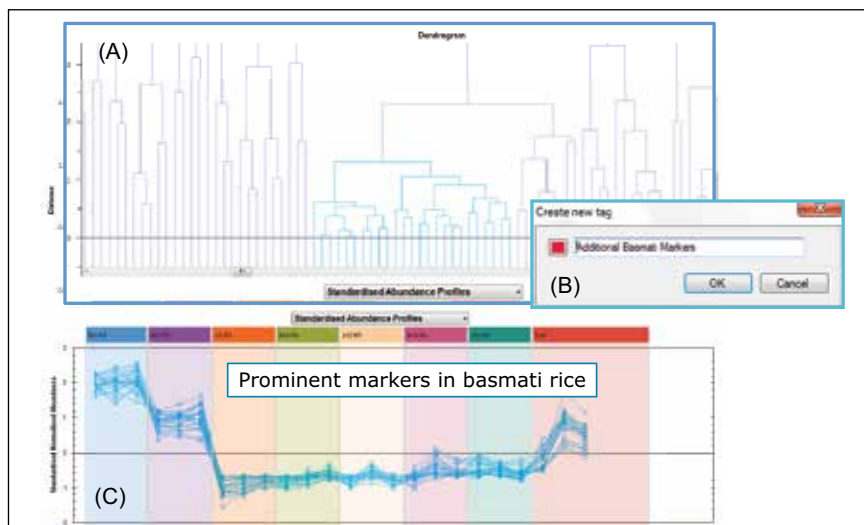 (A)
Dendrogram
Distance
Standardised Abundance Profiles
Create new tag
Additional Basmati Markers
OK
Cancel
(B)
Standardised Abundance Profiles
Prominent markers in basmati rice
Standardised Normalised Abundance
(C)